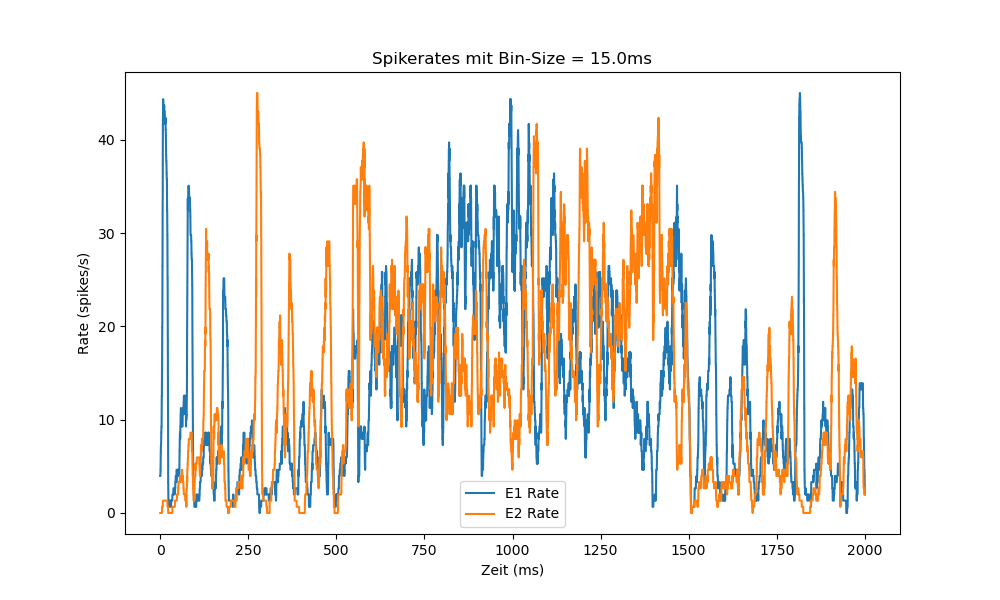 Spikerates mit Bin-Size = 15.0ms
Rate (spikes/s)
40
30
20
10
0
E1 Rate
E2 Rate
0 250 500 750 1000 1250 1500 1750 2000
Zeit (ms)